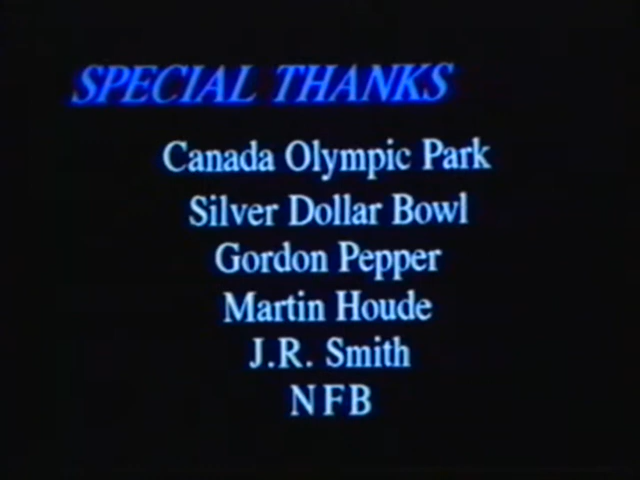 SPECIAL THANKS
Canada Olympic Park
Silver Dollar Bowl
Gordon Pepper
Martin Houde
J.R. Smith
NFB